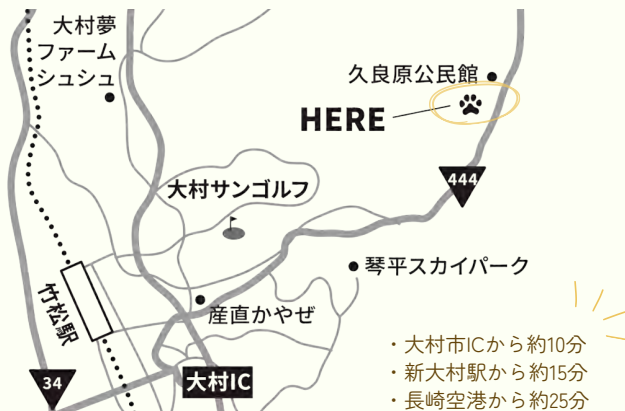 大村夢
ファーム
シュシュ
久良原公民館
HERE
444
大村サンゴルフ
琴平スカイパーク
産直かやぜ
竹松駅
34
大村IC
・大村市ICから約10分
・新大村駅から約15分
・長崎空港から約25分